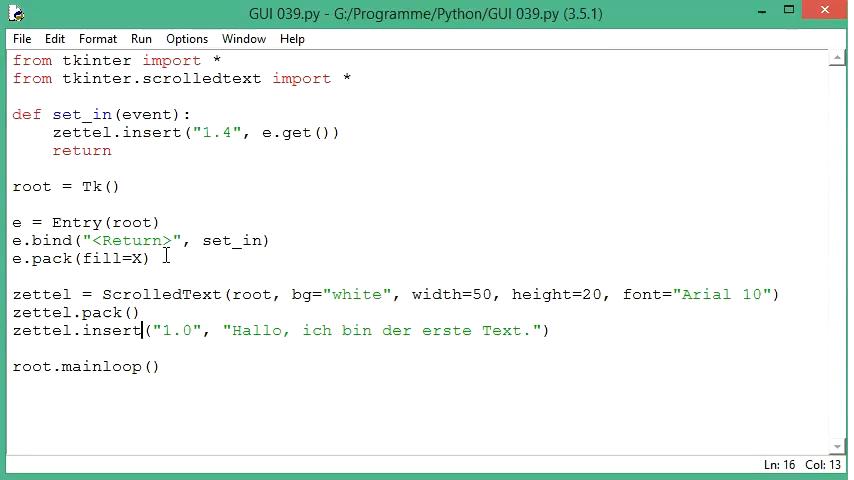 GUI 039.py - G:/Programme/Python/GUI 039.py (3.5.1)
File Edit Format Run Options Window Help
from tkinter import *
from tkinter.scrolledtext import *
def set_in(event):
    zettel.insert("1.4", e.get())
    return
root = Tk()
e = Entry(root)
e.bind("<Return>", set_in)
e.pack(fill=X)
zettel = ScrolledText(root, bg="white", width=50, height=20, font="Arial 10")
zettel.pack()
zettel.insert("1.0", "Hallo, ich bin der erste Text.")
root.mainloop()
Ln: 16 Col: 13